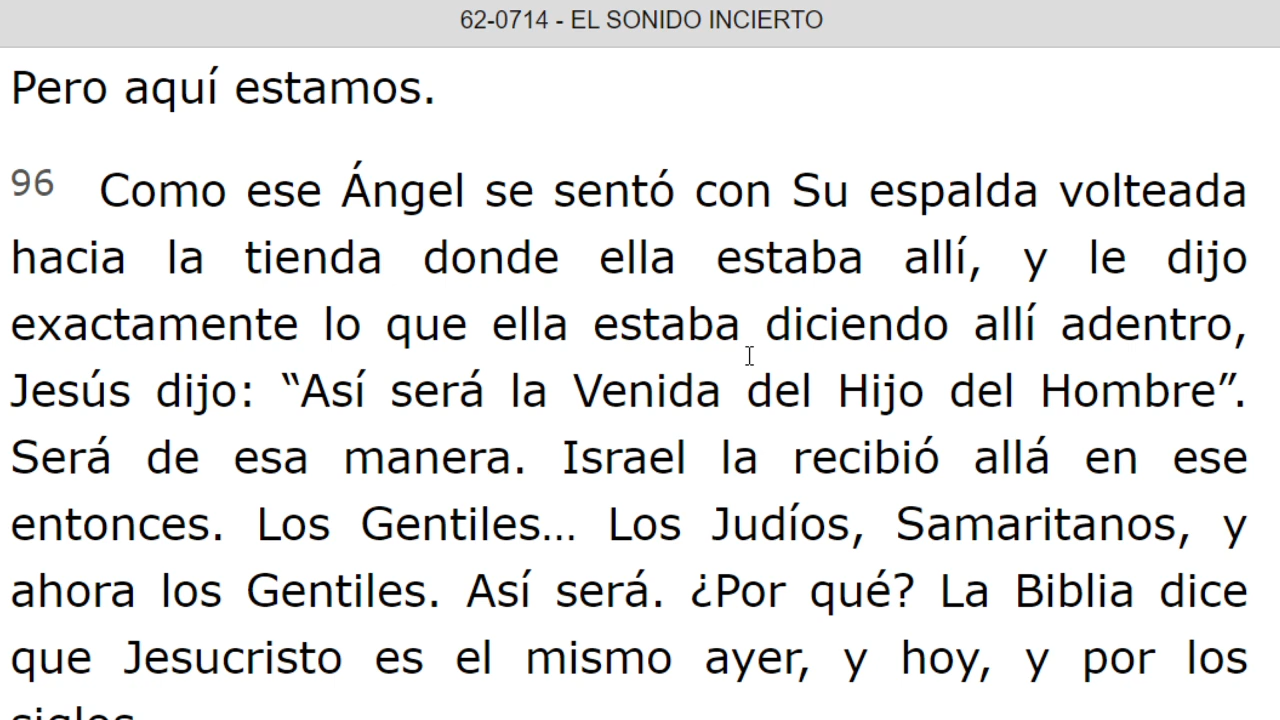 62-0714 - EL SONIDO INCIERTO
Pero aquí estamos.
96 Como ese Ángel se sentó con Su espalda volteada
hacia la tienda donde ella estaba allí, y le dijo
exactamente lo que ella estaba diciendo allí adentro,
Jesús dijo: “Así será la Venida del Hijo del Hombre”.
Será de esa manera. Israel la recibió allá en ese
entonces. Los Gentiles... Los Judíos, Samaritanos, y
ahora los Gentiles. Así será. ¿Por qué? La Biblia dice
que Jesucristo es el mismo ayer, y hoy, y por los
siglos.